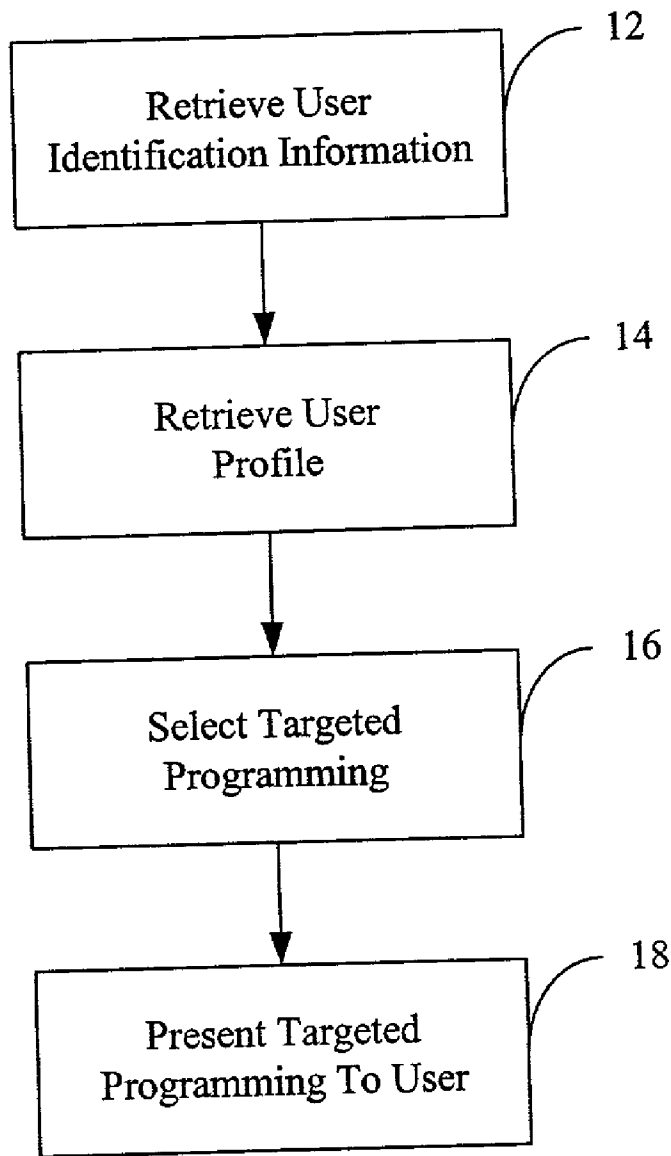 12
Retrieve User
Identification Information
14
Retrieve User
Profile
16
Select Targeted
Programming
18
Present Targeted
Programming To User